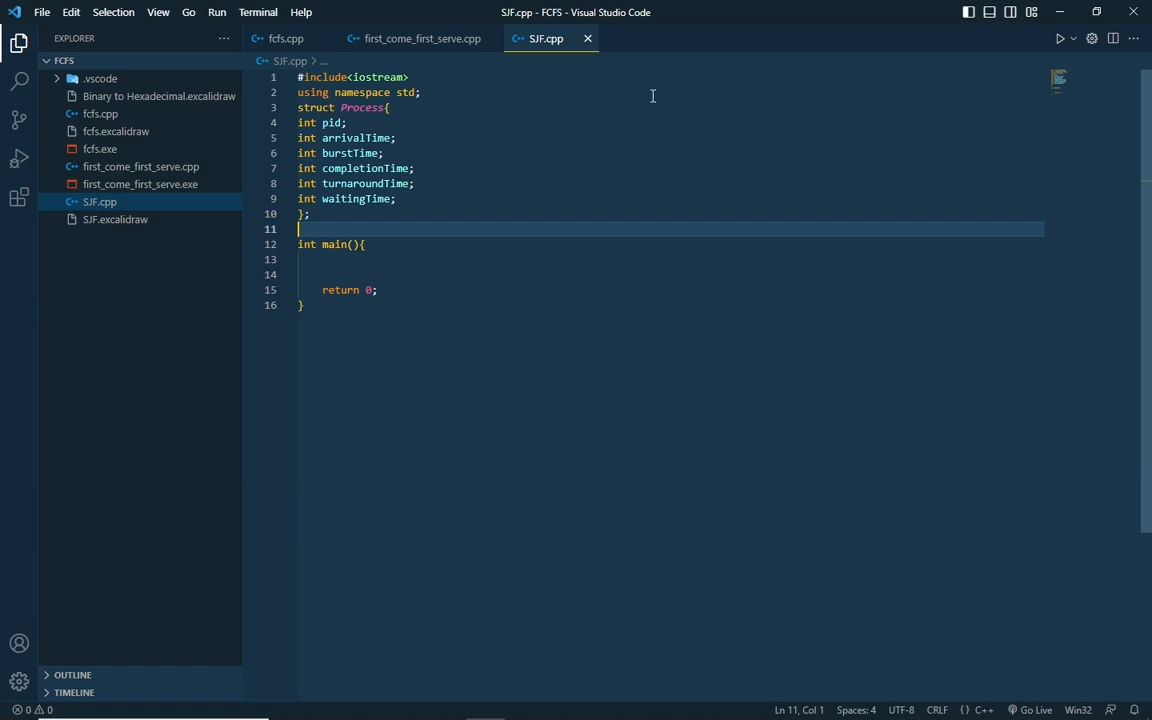 File Edit Selection View Go Run Terminal Help
SJF.cpp - FCFS - Visual Studio Code
EXPLORER
FCFS
.vscode
Binary to Hexadecimal.excalidraw
fcfs.cpp
fcfs.excalidraw
fcfs.exe
first_come_first_serve.cpp
first_come_first_serve.exe
SJF.cpp
SJF.excalidraw
OUTLINE
TIMELINE
C++ fcfs.cpp C++ first_come_first_serve.cpp C++ SJF.cpp
C++ SJF.cpp > ...
1 #include<iostream>
2 using namespace std;
3 struct Process{
4 int pid;
5 int arrivalTime;
6 int burstTime;
7 int completionTime;
8 int turnaroundTime;
9 int waitingTime;
10 };
11
12 int main(){
13
14
15 return 0;
16 }
0 0 Ln 11, Col 1 Spaces: 4 UTF-8 CRLF {} C++ Go Live Win32